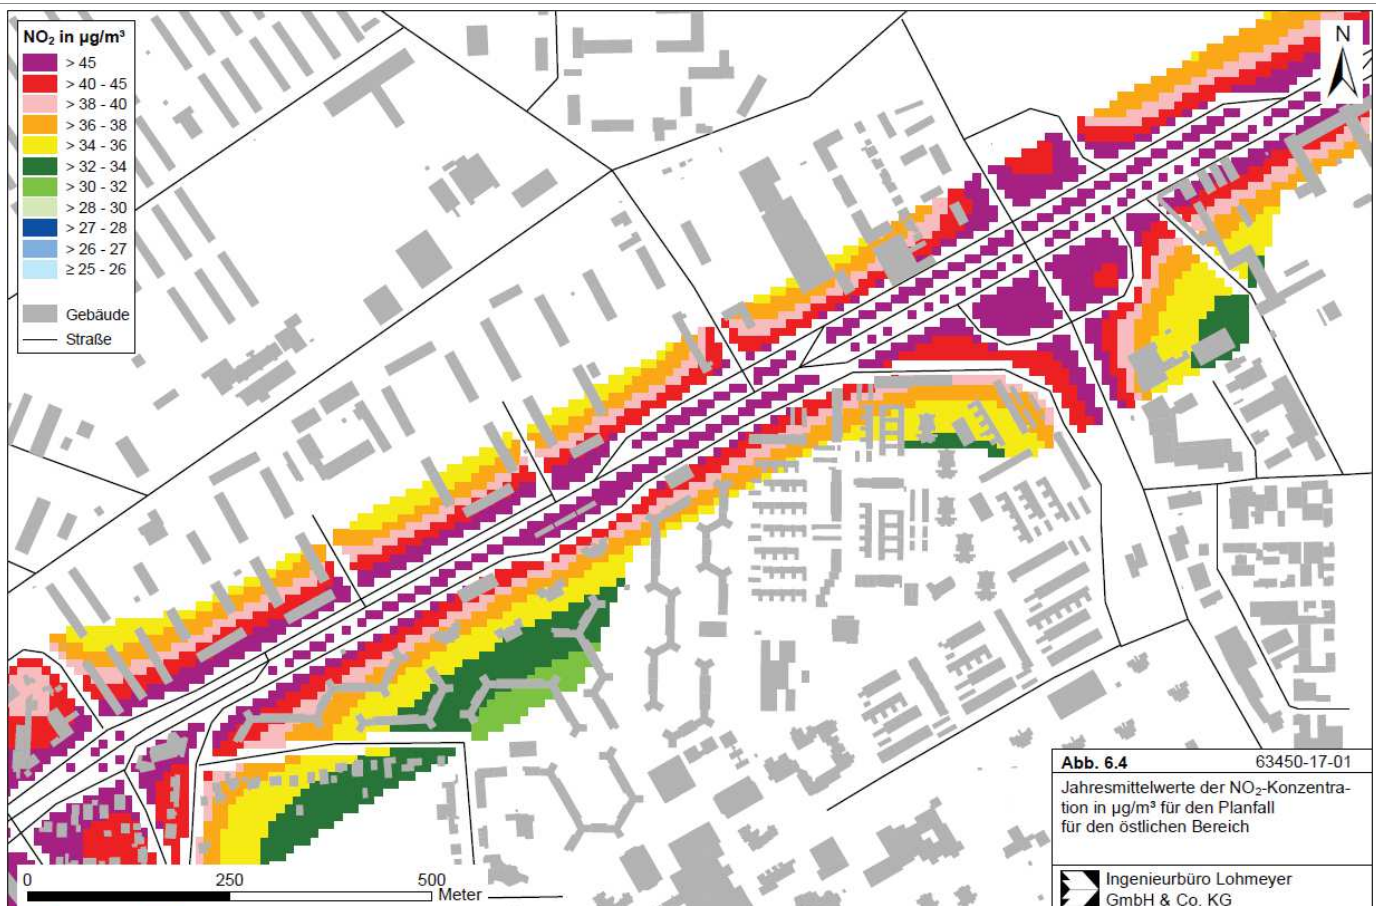 NO₂ in µg/m³
> 45
> 40 - 45
> 38 - 40
> 36 - 38
> 34 - 36
> 32 - 34
> 30 - 32
> 28 - 30
> 27 - 28
> 26 - 27
≥ 25 - 26
Gebäude
Straße
N
0 250 500
Meter
Abb. 6.4 63450-17-01
Jahresmittelwerte der NO₂-Konzentra-
tion in µg/m³ für den Planfall
für den östlichen Bereich
Ingenieurbüro Lohmeyer
GmbH & Co. KG